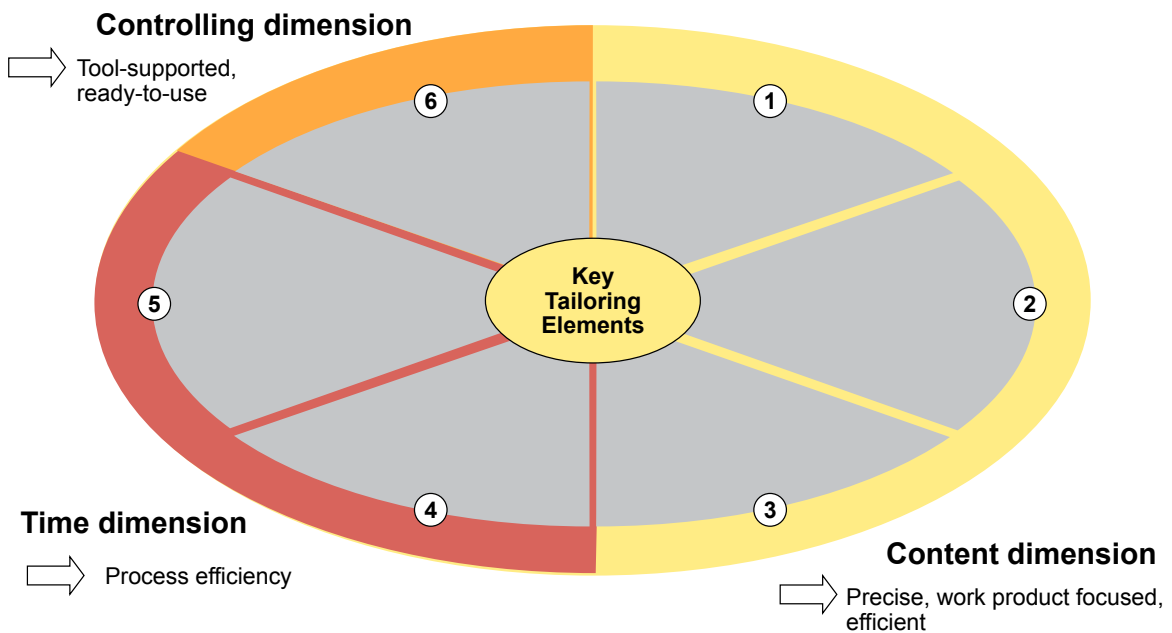 Controlling dimension
Tool-supported,
ready-to-use
6
1
5
Key
Tailoring
Elements
2
4
3
Time dimension
Process efficiency
Content dimension
Precise, work product focused,
efficient